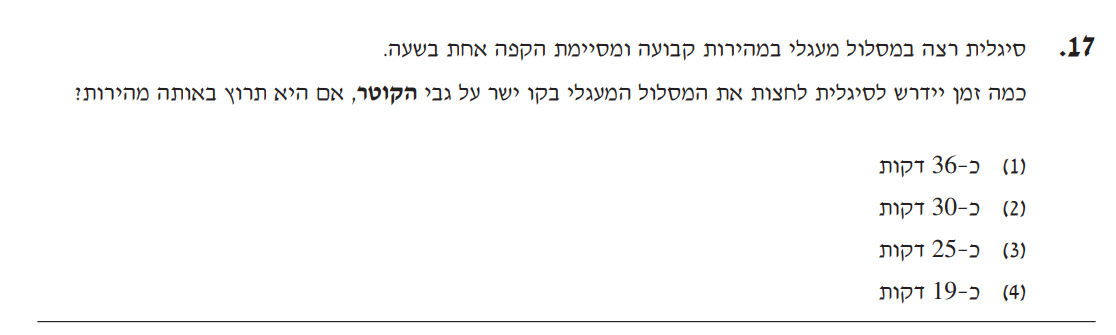 17. סיגלית רצה במסלול מעגלי במהירות קבועה ומסיימת הקפה אחת בשעה.
כמה זמן יידרש לסיגלית לחצות את המסלול המעגלי בקו ישר על גבי הקוטר, אם היא תרוץ באותה מהירות?
(1) כ-36 דקות
(2) כ-30 דקות
(3) כ-25 דקות
(4) כ-19 דקות